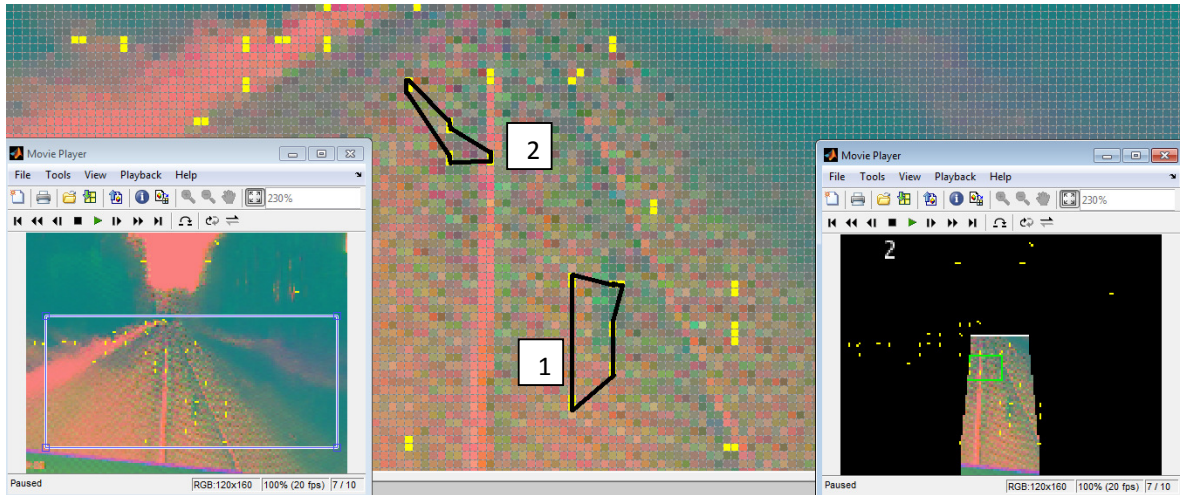 2
1
Movie Player
File Tools View Playback Help
230%
Paused RGB:120x160 100% (20 fps) 7 / 10
Movie Player
File Tools View Playback Help
230%
2
Paused RGB:120x160 100% (20 fps) 7 / 10